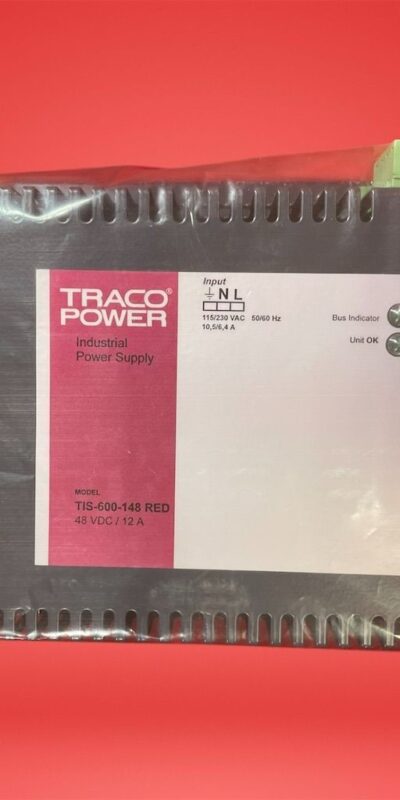 TRACO®
POWER
Industrial
Power Supply
MODEL
TIS-600-148 RED
48 VDC / 12 A
Input
⏚ N L
115/230 VAC 50/60 Hz
10,5/6,4 A
Bus Indicator
Unit OK